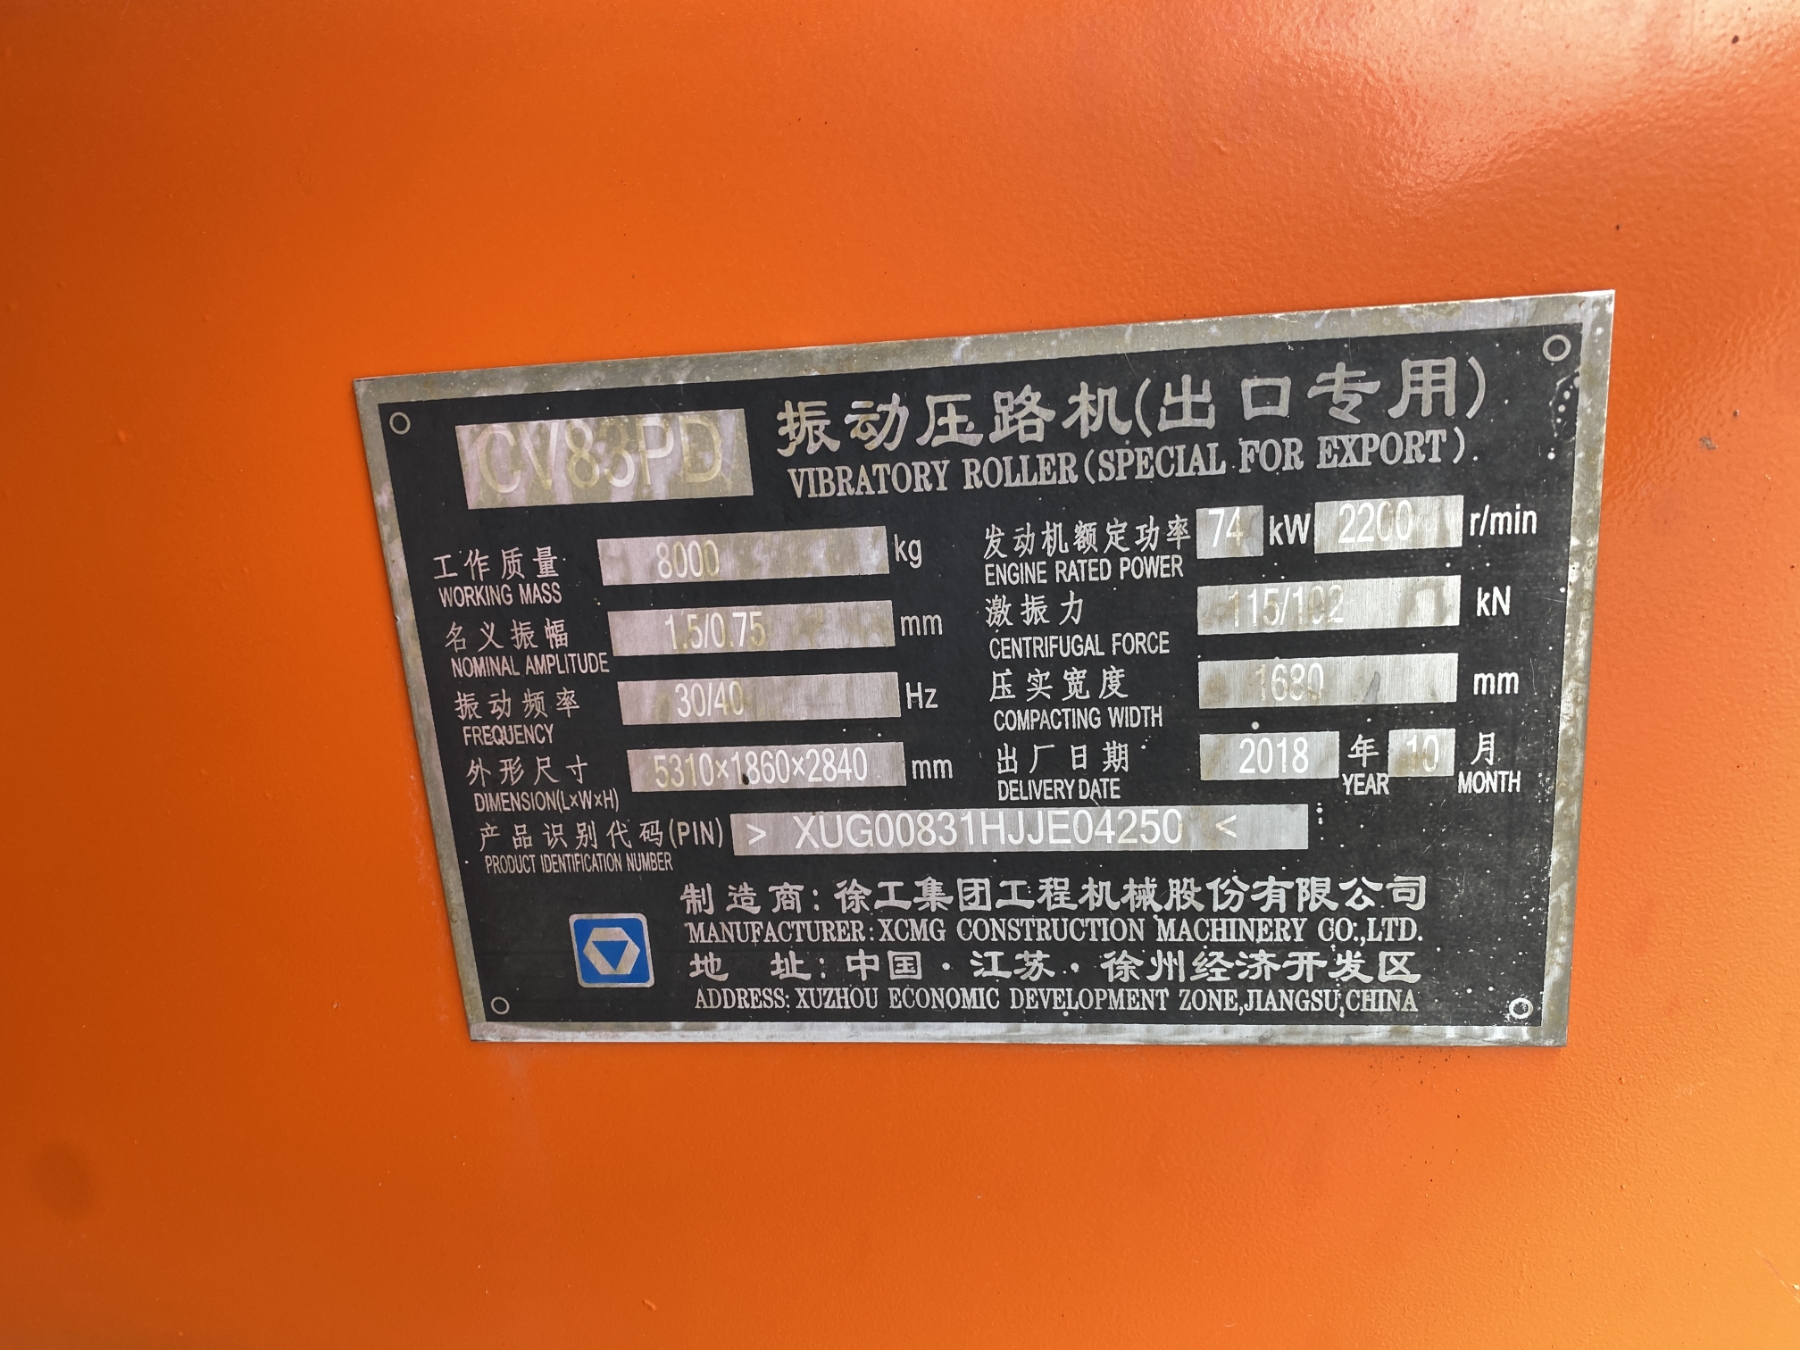 CV83PD 振动压路机(出口专用)
VIBRATORY ROLLER(SPECIAL FOR EXPORT)
工作质量 8000 kg
WORKING MASS
名义振幅 1.5/0.75 mm
NOMINAL AMPLITUDE
振动频率 30/40 Hz
FREQUENCY
外形尺寸 5310×1860×2840 mm
DIMENSION(L×W×H)
发动机额定功率 74 kW 2200 r/min
ENGINE RATED POWER
激振力 115/102 kN
CENTRIFUGAL FORCE
压实宽度 1680 mm
COMPACTING WIDTH
出厂日期 2018 年 10 月
DELIVERY DATE YEAR MONTH
产品识别代码(PIN) > XUG00831HJJE04250 <
PRODUCT IDENTIFICATION NUMBER
制造商:徐工集团工程机械股份有限公司
MANUFACTURER:XCMG CONSTRUCTION MACHINERY CO.,LTD.
地 址:中国·江苏·徐州经济开发区
ADDRESS: XUZHOU ECONOMIC DEVELOPMENT ZONE,JIANGSU,CHINA